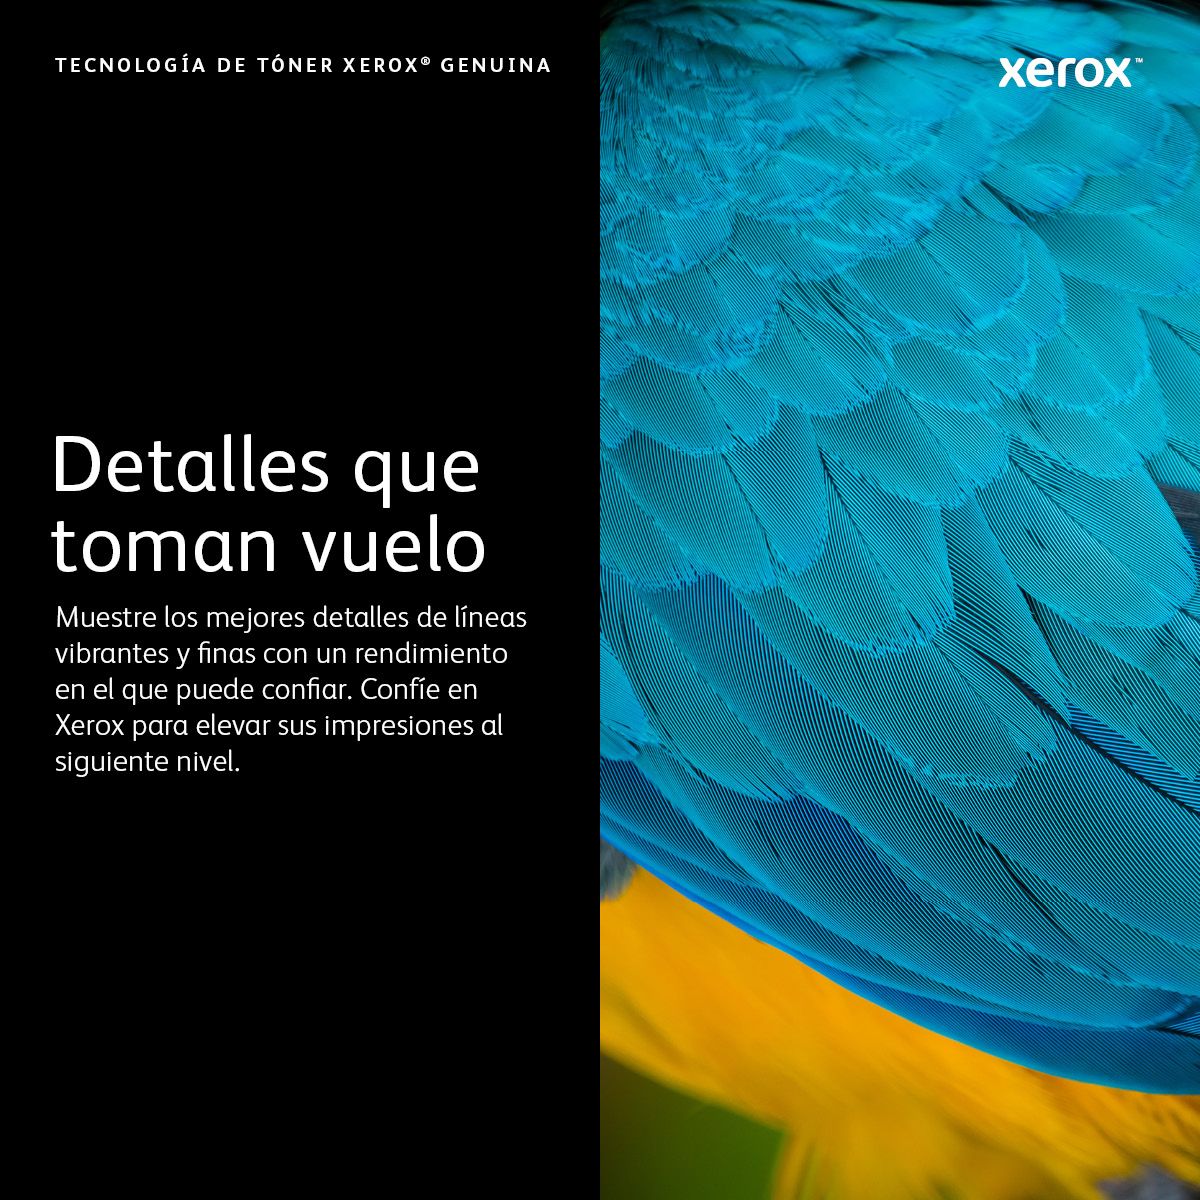 TECNOLOGÍA DE TÓNER XEROX® GENUINA
xerox™
Detalles que
toman vuelo
Muestre los mejores detalles de líneas
vibrantes y finas con un rendimiento
en el que puede confiar. Confíe en
Xerox para elevar sus impresiones al
siguiente nivel.